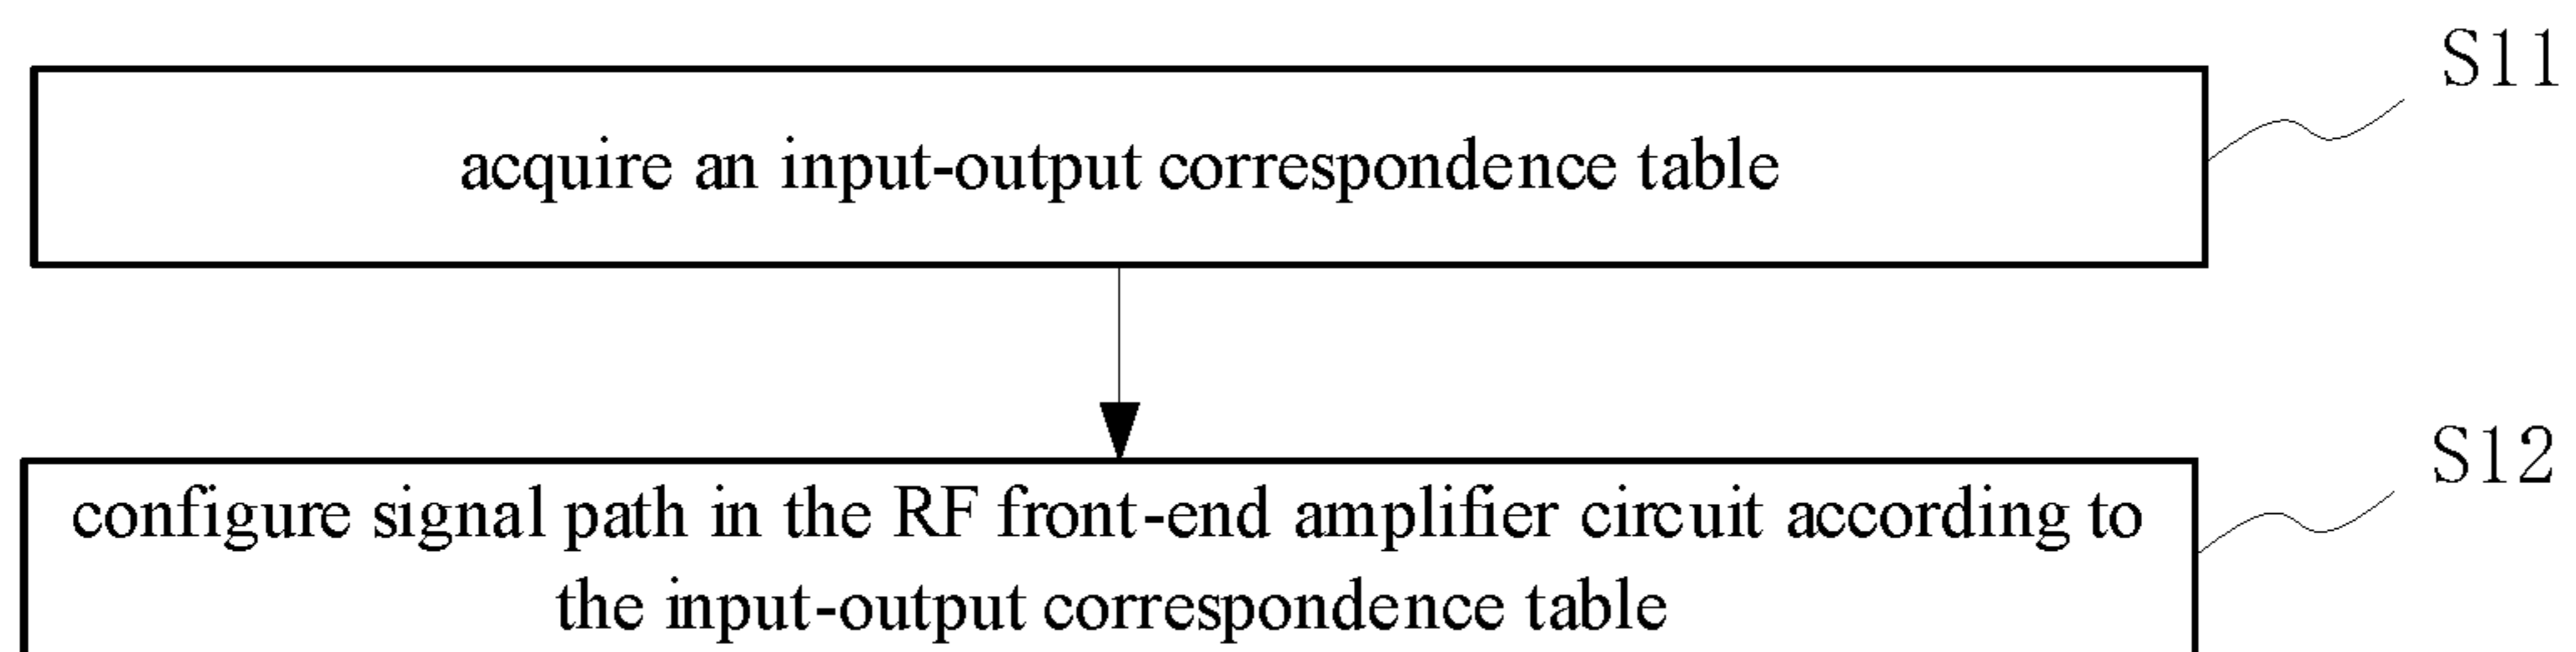 S11
acquire an input-output correspondence table
S12
configure signal path in the RF front-end amplifier circuit according to
the input-output correspondence table